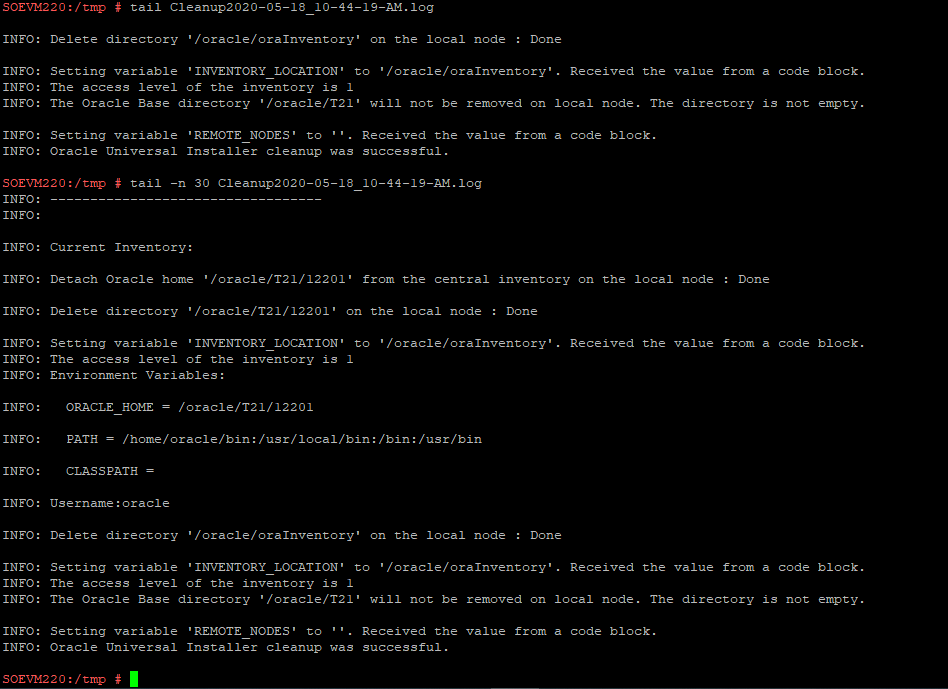 SOEVM220:/tmp # tail Cleanup2020-05-18_10-44-19-AM.log
INFO: Delete directory '/oracle/oraInventory' on the local node : Done
INFO: Setting variable 'INVENTORY_LOCATION' to '/oracle/oraInventory'. Received the value from a code block.
INFO: The access level of the inventory is 1
INFO: The Oracle Base directory '/oracle/T21' will not be removed on local node. The directory is not empty.
INFO: Setting variable 'REMOTE_NODES' to ''. Received the value from a code block.
INFO: Oracle Universal Installer cleanup was successful.
SOEVM220:/tmp # tail -n 30 Cleanup2020-05-18_10-44-19-AM.log
INFO: ----------------------------------
INFO:
INFO: Current Inventory:
INFO: Detach Oracle home '/oracle/T21/12201' from the central inventory on the local node : Done
INFO: Delete directory '/oracle/T21/12201' on the local node : Done
INFO: Setting variable 'INVENTORY_LOCATION' to '/oracle/oraInventory'. Received the value from a code block.
INFO: The access level of the inventory is 1
INFO: Environment Variables:
INFO:   ORACLE_HOME = /oracle/T21/12201
INFO:   PATH = /home/oracle/bin:/usr/local/bin:/bin:/usr/bin
INFO:   CLASSPATH =
INFO: Username:oracle
INFO: Delete directory '/oracle/oraInventory' on the local node : Done
INFO: Setting variable 'INVENTORY_LOCATION' to '/oracle/oraInventory'. Received the value from a code block.
INFO: The access level of the inventory is 1
INFO: The Oracle Base directory '/oracle/T21' will not be removed on local node. The directory is not empty.
INFO: Setting variable 'REMOTE_NODES' to ''. Received the value from a code block.
INFO: Oracle Universal Installer cleanup was successful.
SOEVM220:/tmp #